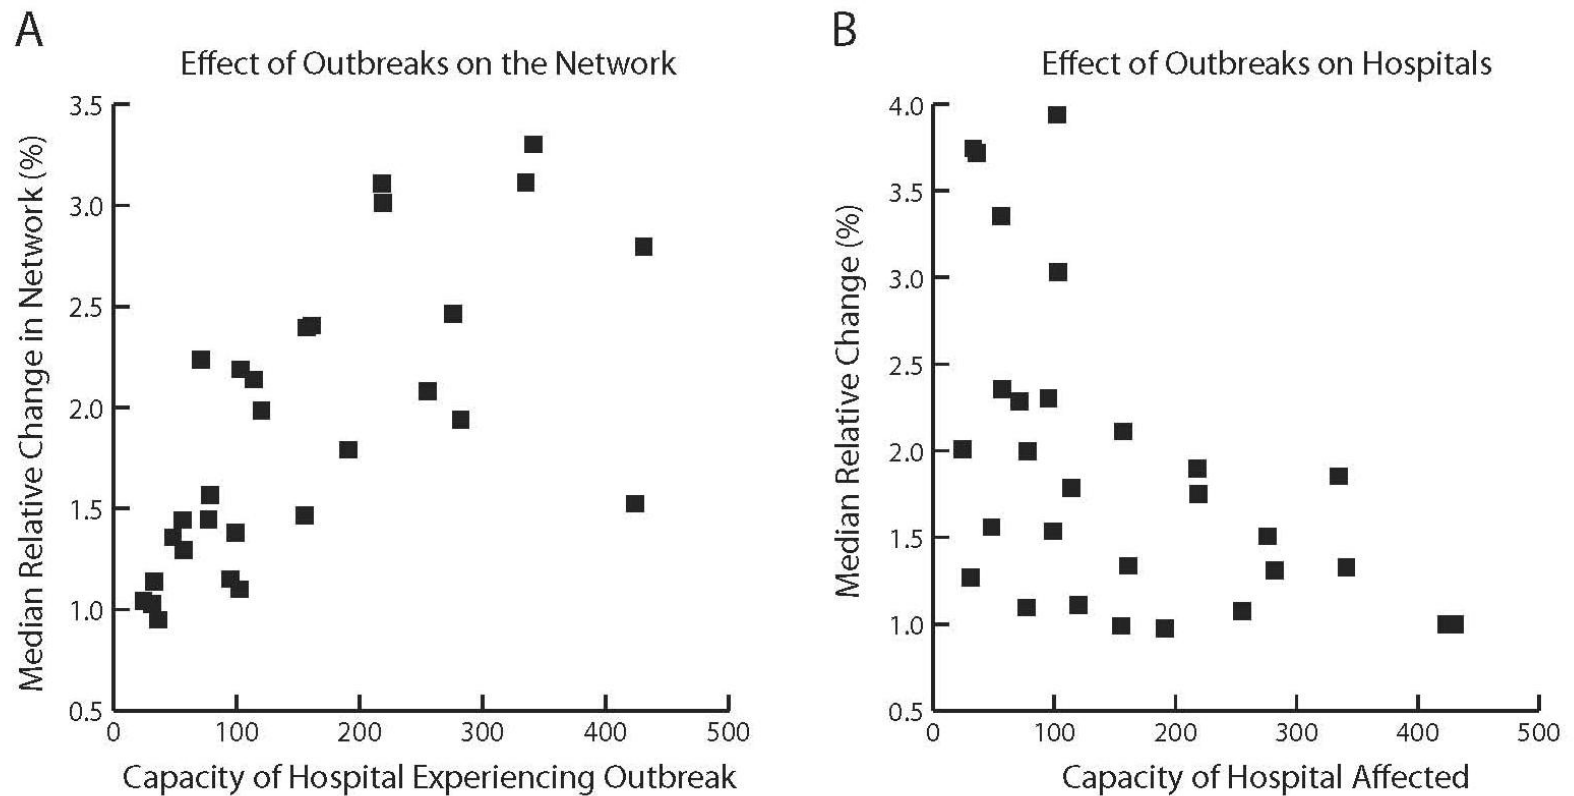 A
Effect of Outbreaks on the Network
Median Relative Change in Network (%)
3.5
3.0
2.5
2.0
1.5
1.0
0.5
0 100 200 300 400 500
Capacity of Hospital Experiencing Outbreak
B
Effect of Outbreaks on Hospitals
Median Relative Change (%)
4.0
3.5
3.0
2.5
2.0
1.5
1.0
0.5
0 100 200 300 400 500
Capacity of Hospital Affected